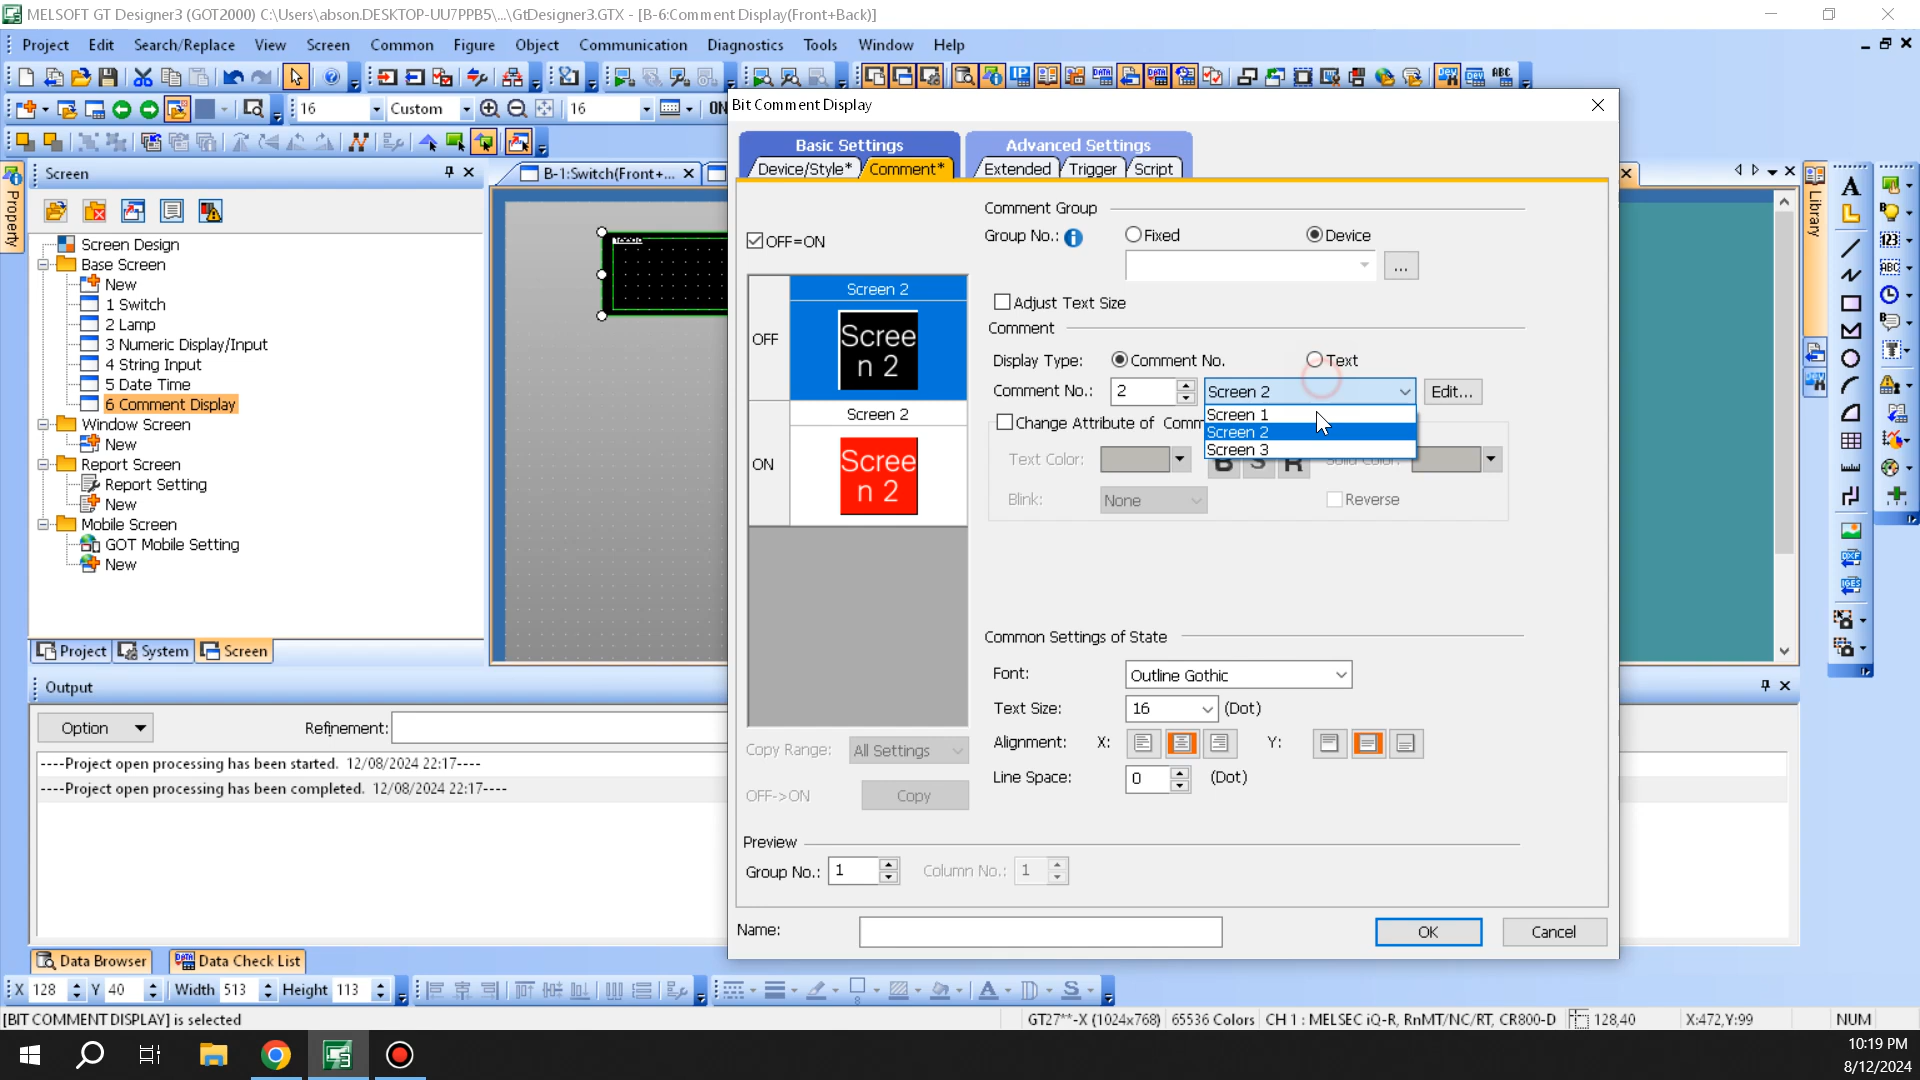 MELSOFT GT Designer3 (GOT2000) C:\Users\abson.DESKTOP-UU7PPB5\...\GtDesigner3.GTX - [B-6:Comment Display(Front+Back)]
Project Edit Search/Replace View Screen Common Figure Object Communication Diagnostics Tools Window Help
16 Custom 16 ON
Bit Comment Display
Basic Settings Advanced Settings
Device/Style* Comment* Extended Trigger Script
Property
Screen
B-1:Switch(Front+...
Library
Screen Design
Base Screen
New
1 Switch
2 Lamp
3 Numeric Display/Input
4 String Input
5 Date Time
6 Comment Display
Window Screen
New
Report Screen
Report Setting
New
Mobile Screen
GOT Mobile Setting
New
Project System Screen
Comment Group
OFF=ON
Group No.: Fixed Device
...
Adjust Text Size
Comment
Display Type: Comment No. Text
Comment No.: 2 Screen 2 Edit...
Screen 1
Screen 2
Screen 3
Change Attribute of Comm
Text Color: B S R Solid Color:
Blink: None Reverse
Screen 2
OFF Scree
n 2
Screen 2
ON Scree
n 2
Common Settings of State
Font: Outline Gothic
Text Size: 16 (Dot)
Alignment: X: Y:
Line Space: 0 (Dot)
Copy Range: All Settings
OFF->ON Copy
Preview
Group No.: 1 Column No.: 1
Name:
OK Cancel
Output
Option Refinement:
----Project open processing has been started. 12/08/2024 22:17----
----Project open processing has been completed. 12/08/2024 22:17----
Data Browser Data Check List
X 128 Y 40 Width 513 Height 113
[BIT COMMENT DISPLAY] is selected
GT27**-X (1024x768) 65536 Colors CH 1 : MELSEC iQ-R, RnMT/NC/RT, CR800-D 128,40 X:472,Y:99 NUM
10:19 PM
8/12/2024